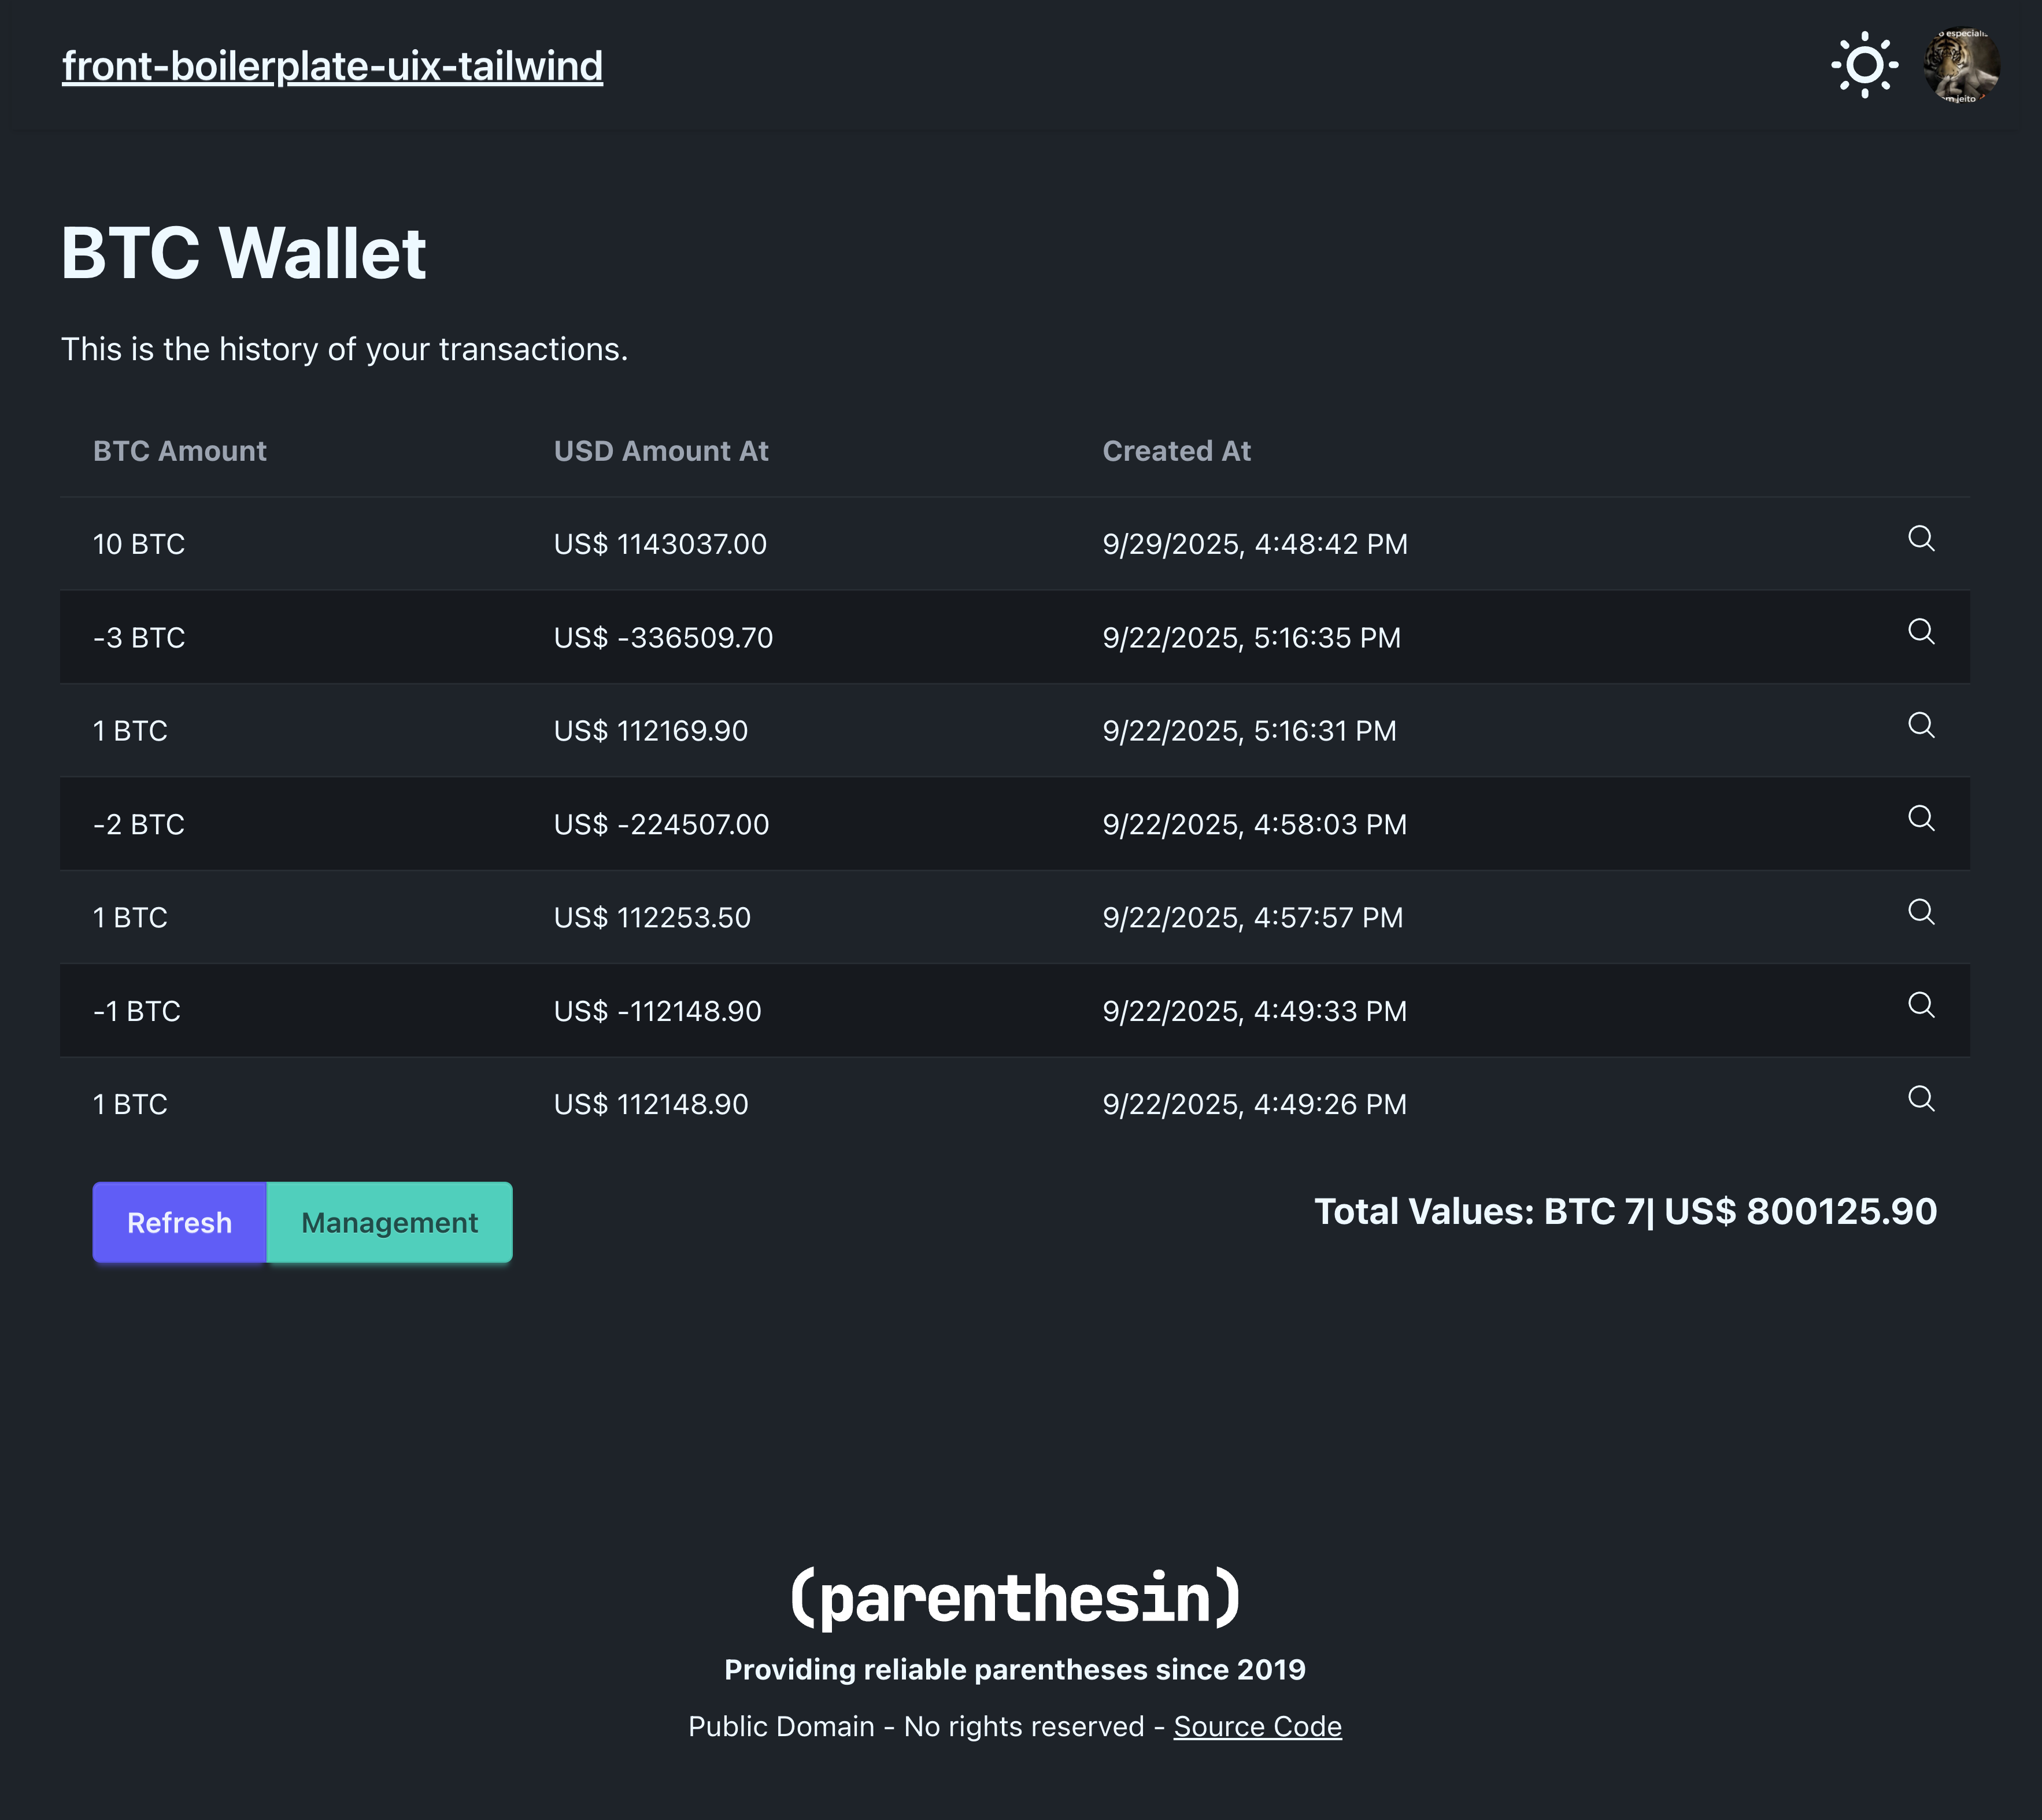 front-boilerplate-uix-tailwind
o especiali
m jeito
BTC Wallet
This is the history of your transactions.
BTC Amount USD Amount At Created At
10 BTC US$ 1143037.00 9/29/2025, 4:48:42 PM
-3 BTC US$ -336509.70 9/22/2025, 5:16:35 PM
1 BTC US$ 112169.90 9/22/2025, 5:16:31 PM
-2 BTC US$ -224507.00 9/22/2025, 4:58:03 PM
1 BTC US$ 112253.50 9/22/2025, 4:57:57 PM
-1 BTC US$ -112148.90 9/22/2025, 4:49:33 PM
1 BTC US$ 112148.90 9/22/2025, 4:49:26 PM
Refresh Management Total Values: BTC 7| US$ 800125.90
(parenthesin)
Providing reliable parentheses since 2019
Public Domain - No rights reserved - Source Code